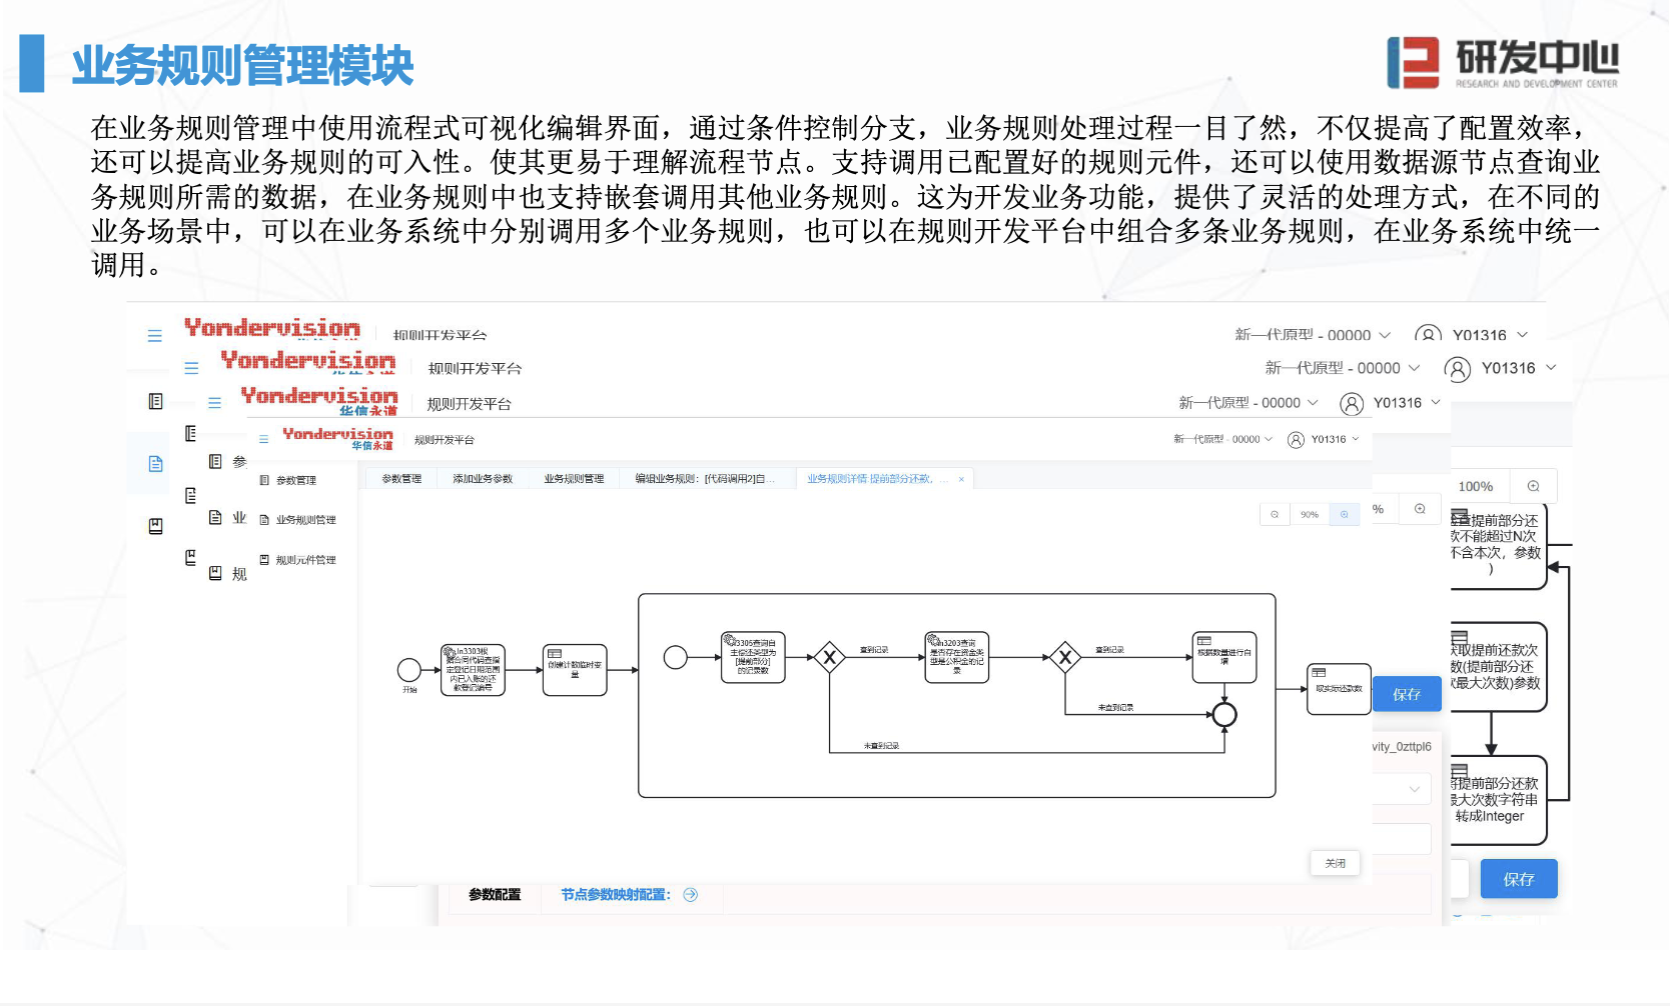 业务规则管理模块
研发中心
RESEARCH AND DEVELOPMENT CENTER
在业务规则管理中使用流程式可视化编辑界面，通过条件控制分支，业务规则处理过程一目了然，不仅提高了配置效率，
还可以提高业务规则的可入性。使其更易于理解流程节点。支持调用已配置好的规则元件，还可以使用数据源节点查询业
务规则所需的数据，在业务规则中也支持嵌套调用其他业务规则。这为开发业务功能，提供了灵活的处理方式，在不同的
业务场景中，可以在业务系统中分别调用多个业务规则，也可以在规则开发平台中组合多条业务规则，在业务系统中统一
调用。
Yondervision 规则开发平台 新一代原型 - 00000 Y01316
Yondervision 规则开发平台 新一代原型 - 00000 Y01316
Yondervision 华信永道 规则开发平台 新一代原型 - 00000 Y01316
Yondervision 华信永道 规则开发平台 新一代原型 - 00000 Y01316
参
业
规
参数管理
业务规则管理
规则元件管理
参数管理 添加业务参数 业务规则管理 编辑业务规则：[代码调用2]自... 业务规则详情:提前部分还款，... ×
90%
%
100%
开始
创建计数临时变
量
查到记录
未查到记录
查到记录
未查到记录
根据数量进行自
增
取实际还款数
保存
关闭
vity_0zttpl6
查提前部分还
款不能超过N次
不含本次，参数
)
取提前还款次
数(提前部分还
最大次数)参数
将提前部分还款
最大次数字符串
转成Integer
保存
参数配置 节点参数映射配置：